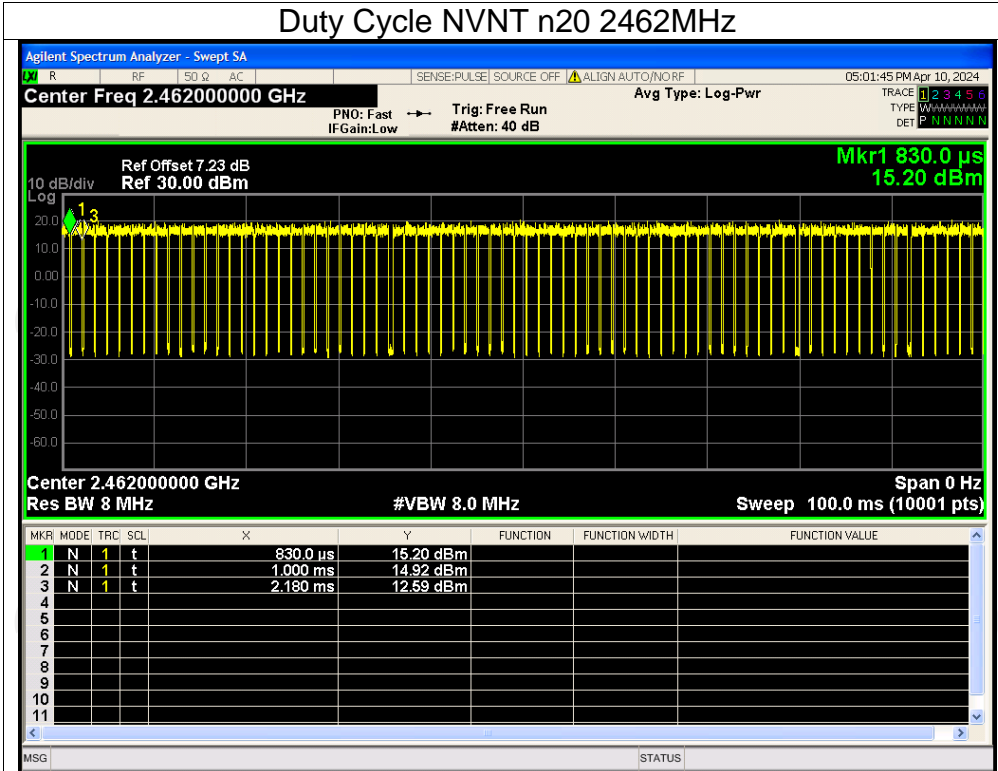 Duty Cycle NVNT n20 2462MHz
Agilent Spectrum Analyzer - Swept SA
LXI R RF 50 Ω AC SENSE:PULSE SOURCE OFF ALIGN AUTO/NO RF 05:01:45 PM Apr 10, 2024
Center Freq 2.462000000 GHz Avg Type: Log-Pwr TRACE 1 2 3 4 5 6
PNO: Fast Trig: Free Run TYPE WWWWWW
IFGain:Low #Atten: 40 dB DET P N N N N N
Mkr1 830.0 µs
15.20 dBm
Ref Offset 7.23 dB
10 dB/div Ref 30.00 dBm
Log
1 3
20.0
10.0
0.00
-10.0
-20.0
-30.0
-40.0
-50.0
-60.0
Center 2.462000000 GHz Span 0 Hz
Res BW 8 MHz #VBW 8.0 MHz Sweep 100.0 ms (10001 pts)
MKR MODE TRC SCL X Y FUNCTION FUNCTION WIDTH FUNCTION VALUE
1 N 1 t 830.0 µs 15.20 dBm
2 N 1 t 1.000 ms 14.92 dBm
3 N 1 t 2.180 ms 12.59 dBm
4
5
6
7
8
9
10
11
MSG STATUS